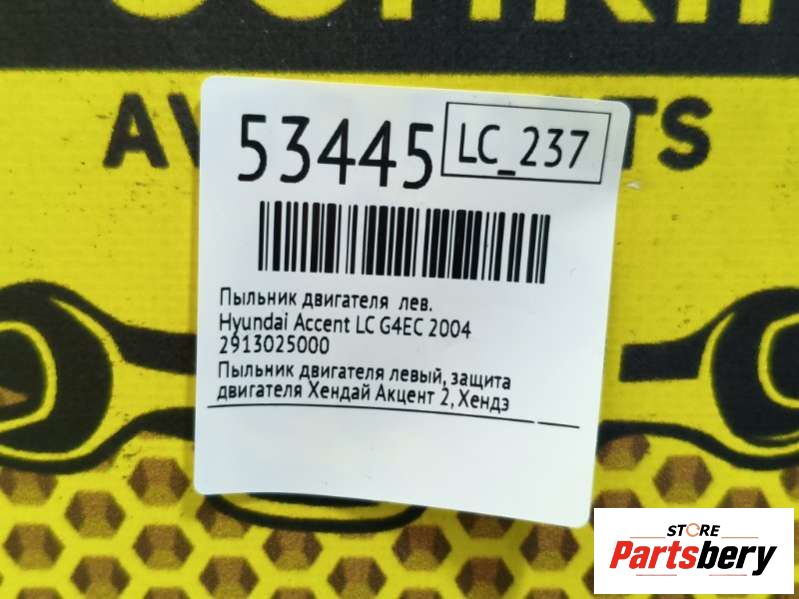 53445
LC_237
Пыльник двигателя лев.
Hyundai Accent LC G4EC 2004
2913025000
Пыльник двигателя левый, защита
двигателя Хендай Акцент 2, Хендэ
STORE
Partsbery